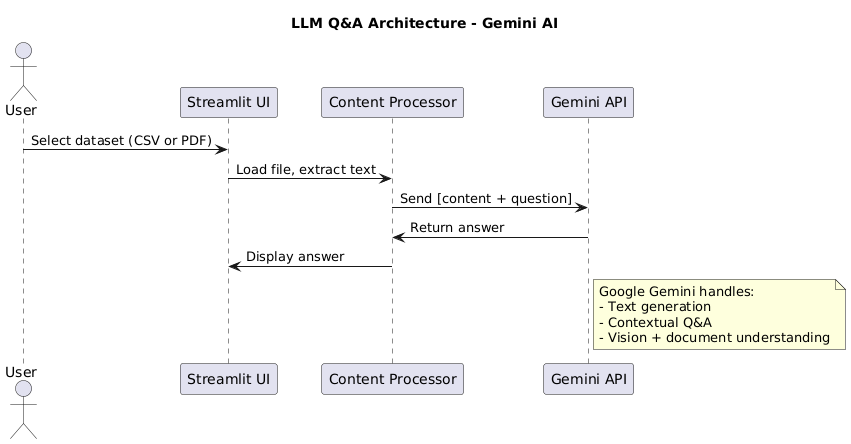 LLM Q&A Architecture - Gemini AI
User
Streamlit UI
Content Processor
Gemini API
Select dataset (CSV or PDF)
Load file, extract text
Send [content + question]
Return answer
Display answer
Google Gemini handles:
- Text generation
- Contextual Q&A
- Vision + document understanding
User
Streamlit UI
Content Processor
Gemini API